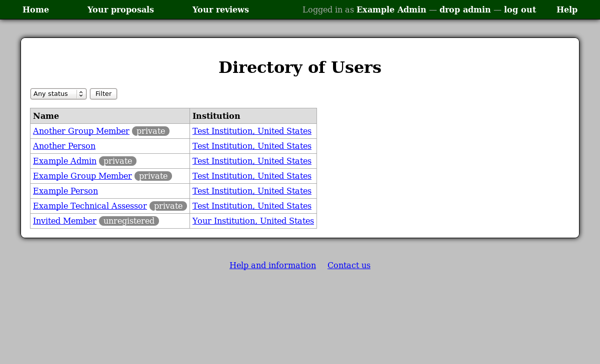 Home Your proposals Your reviews Logged in as Example Admin — drop admin — log out Help
Directory of Users
Any status Filter
Name Institution
Another Group Member private Test Institution, United States
Another Person Test Institution, United States
Example Admin private Test Institution, United States
Example Group Member private Test Institution, United States
Example Person Test Institution, United States
Example Technical Assessor private Test Institution, United States
Invited Member unregistered Your Institution, United States
Help and information Contact us